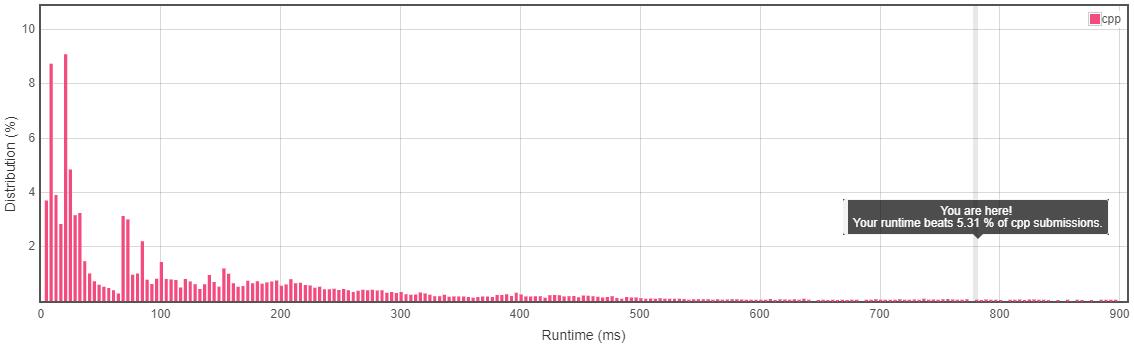 cpp
10
8
6
4
2
Distribution (%)
You are here!
Your runtime beats 5.31 % of cpp submissions.
0 100 200 300 400 500 600 700 800 900
Runtime (ms)